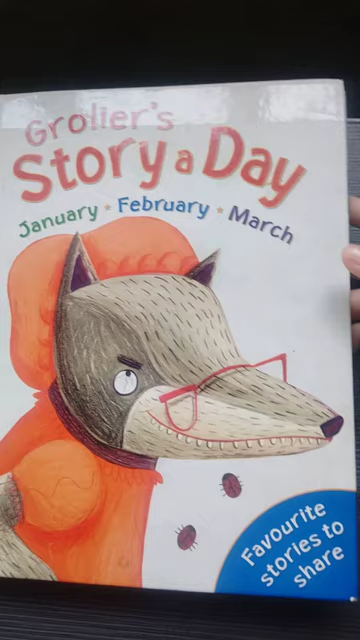 Grolier's
Story a Day
January * February * March
Favourite
stories to
share